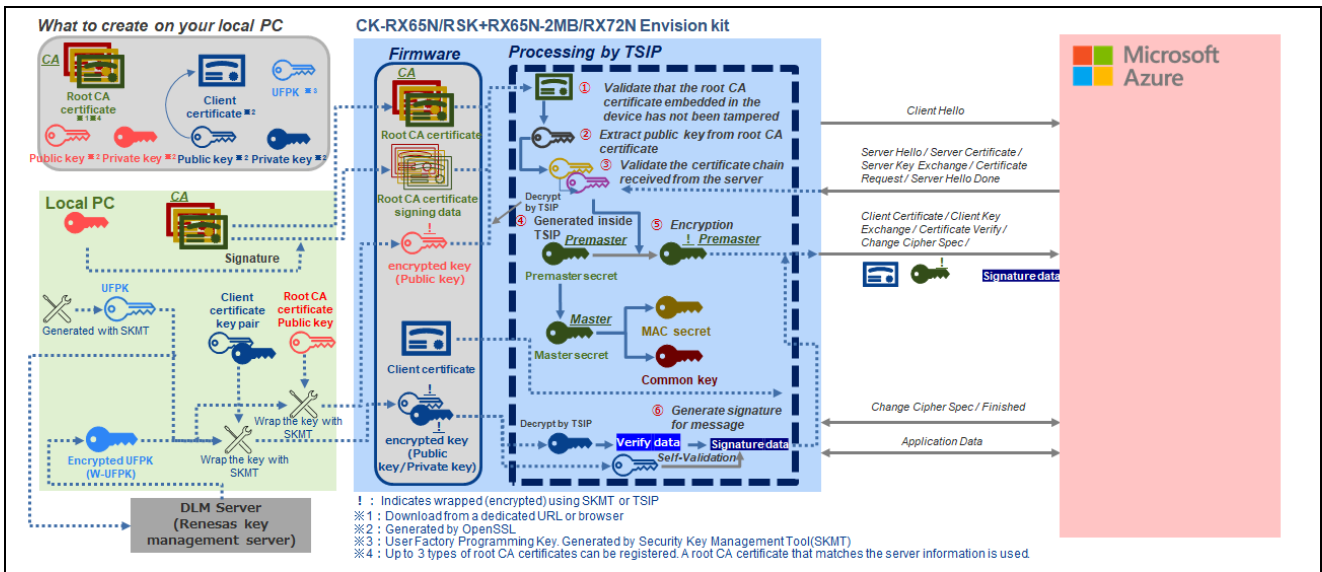 What to create on your local PC
CA
Root CA
certificate
※1※4
Client
certificate※2
UFPK ※3
Public key※2
Private key※2
Public key※2
Private key※2
Local PC
CA
Signature
UFPK
Generated with SKMT
Client
certificate
key pair
Root CA
certificate
Public key
Wrap the key with
SKMT
Wrap the key with
SKMT
Encrypted UFPK
(W-UFPK)
DLM Server
(Renesas key
management server)
CK-RX65N/RSK+RX65N-2MB/RX72N Envision kit
Firmware
CA
Root CA certificate
Root CA certificate
signing data
!
encrypted key
(Public key)
Client certificate
!
encrypted key
(Public
key/Private key)
Processing by TSIP
① Validate that the root CA
certificate embedded in the
device has not been tampered
② Extract public key from root CA
certificate
③ Validate the certificate chain
received from the server
Decrypt
by TSIP
④ Generated inside
TSIP
Premaster
Premaster secret
⑤ Encryption
! Premaster
Master
Master secret
MAC secret
Common key
⑥ Generate signature
for message
Decrypt by TSIP
Verify data
Signature data
Self-Validation
Microsoft
Azure
Client Hello
Server Hello / Server Certificate /
Server Key Exchange / Certificate
Request / Server Hello Done
Client Certificate / Client Key
Exchange / Certificate Verify /
Change Cipher Spec /
!
Signature data
Change Cipher Spec / Finished
Application Data
! : Indicates wrapped (encrypted) using SKMT or TSIP
※1 : Download from a dedicated URL or browser
※2 : Generated by OpenSSL
※3 : User Factory Programming Key. Generated by Security Key Management Tool(SKMT)
※4 : Up to 3 types of root CA certificates can be registered. A root CA certificate that matches the server information is used.